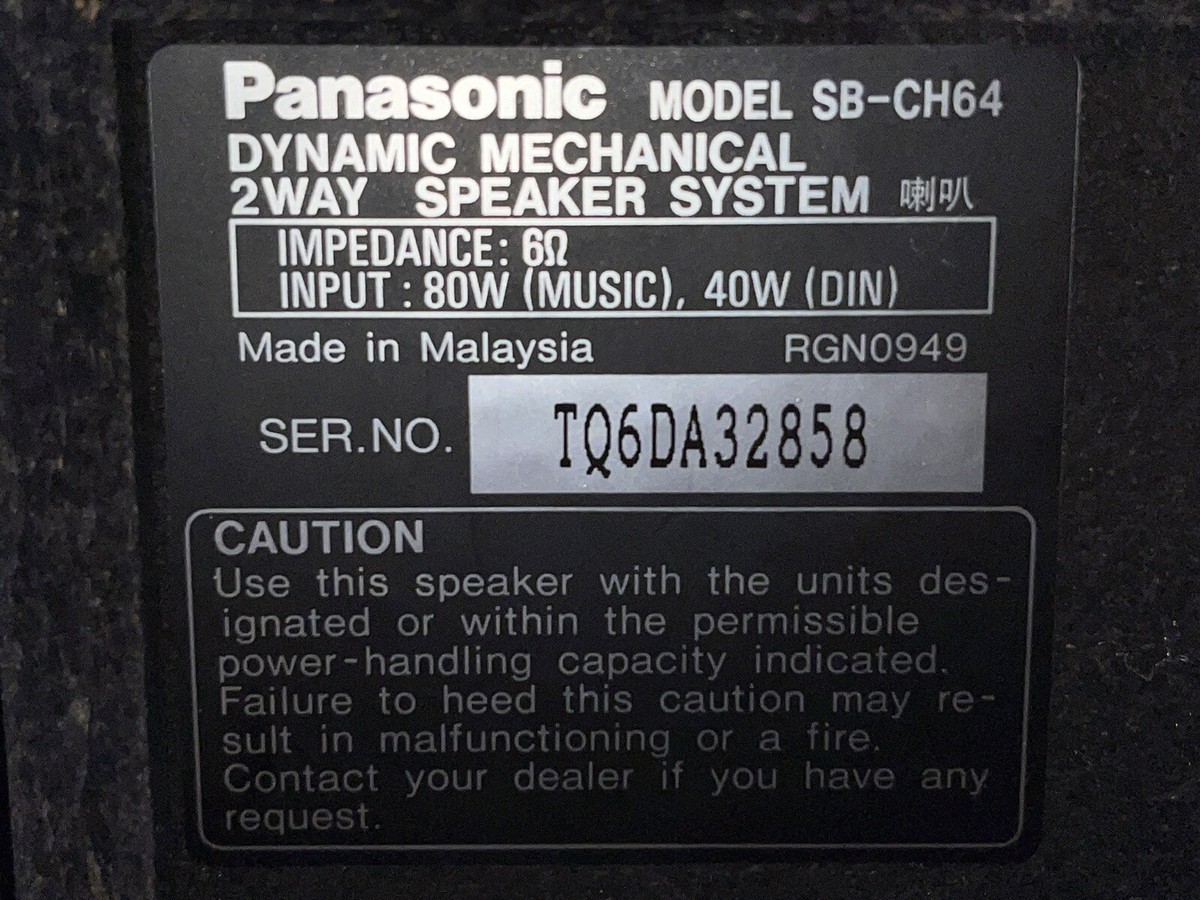 Panasonic MODEL SB-CH64
DYNAMIC MECHANICAL
2WAY SPEAKER SYSTEM 喇叭
IMPEDANCE: 6Ω
INPUT : 80W (MUSIC), 40W (DIN)
Made in Malaysia RGN0949
SER.NO. TQ6DA32858
CAUTION
Use this speaker with the units des-
ignated or within the permissible
power-handling capacity indicated.
Failure to heed this caution may re-
sult in malfunctioning or a fire.
Contact your dealer if you have any
request.